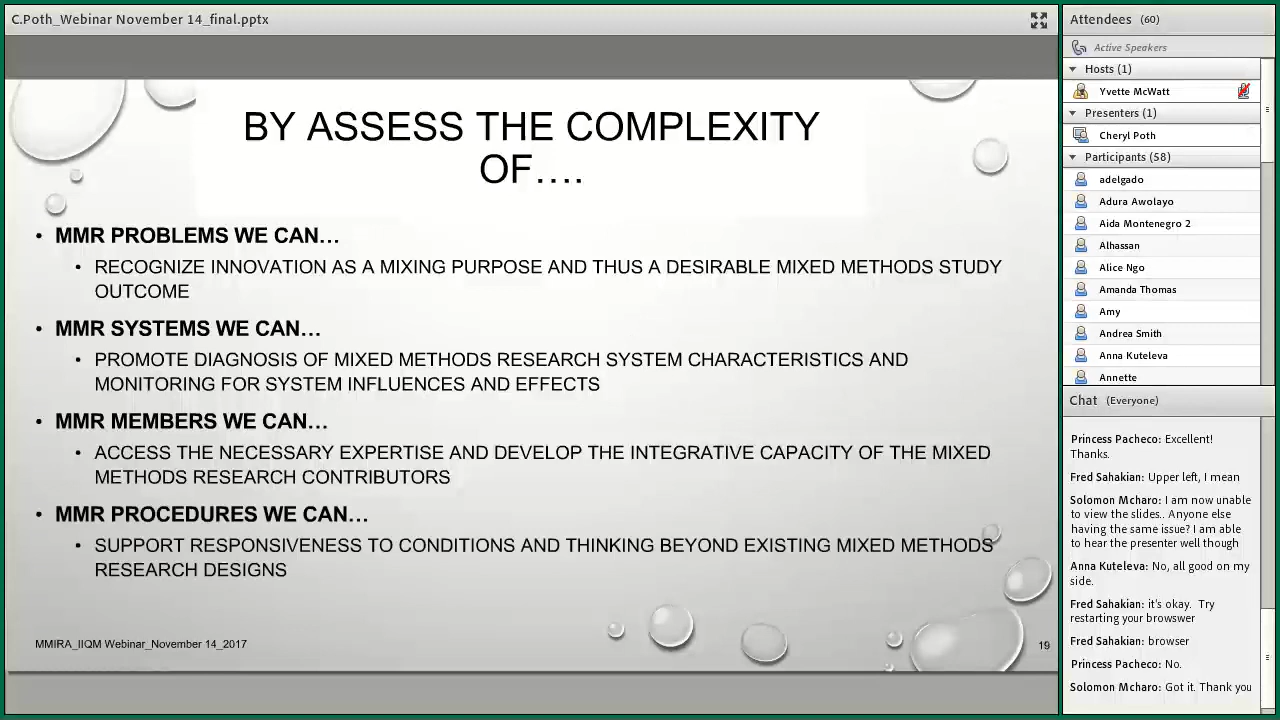 C.Poth_Webinar November 14_final.pptx
BY ASSESS THE COMPLEXITY
OF....
• MMR PROBLEMS WE CAN...
• RECOGNIZE INNOVATION AS A MIXING PURPOSE AND THUS A DESIRABLE MIXED METHODS STUDY
OUTCOME
• MMR SYSTEMS WE CAN...
• PROMOTE DIAGNOSIS OF MIXED METHODS RESEARCH SYSTEM CHARACTERISTICS AND
MONITORING FOR SYSTEM INFLUENCES AND EFFECTS
• MMR MEMBERS WE CAN...
• ACCESS THE NECESSARY EXPERTISE AND DEVELOP THE INTEGRATIVE CAPACITY OF THE MIXED
METHODS RESEARCH CONTRIBUTORS
• MMR PROCEDURES WE CAN...
• SUPPORT RESPONSIVENESS TO CONDITIONS AND THINKING BEYOND EXISTING MIXED METHODS
RESEARCH DESIGNS
MMIRA_IIQM Webinar_November 14_2017
19
Attendees (60)
Active Speakers
Hosts (1)
Yvette McWatt
Presenters (1)
Cheryl Poth
Participants (58)
adelgado
Adura Awolayo
Aida Montenegro 2
Alhassan
Alice Ngo
Amanda Thomas
Amy
Andrea Smith
Anna Kuteleva
Annette
Chat (Everyone)
Princess Pacheco: Excellent!
Thanks.
Fred Sahakian: Upper left, I mean
Solomon Mcharo: I am now unable
to view the slides.. Anyone else
having the same issue? I am able
to hear the presenter well though
Anna Kuteleva: No, all good on my
side.
Fred Sahakian: it's okay. Try
restarting your browswer
Fred Sahakian: browser
Princess Pacheco: No.
Solomon Mcharo: Got it. Thank you